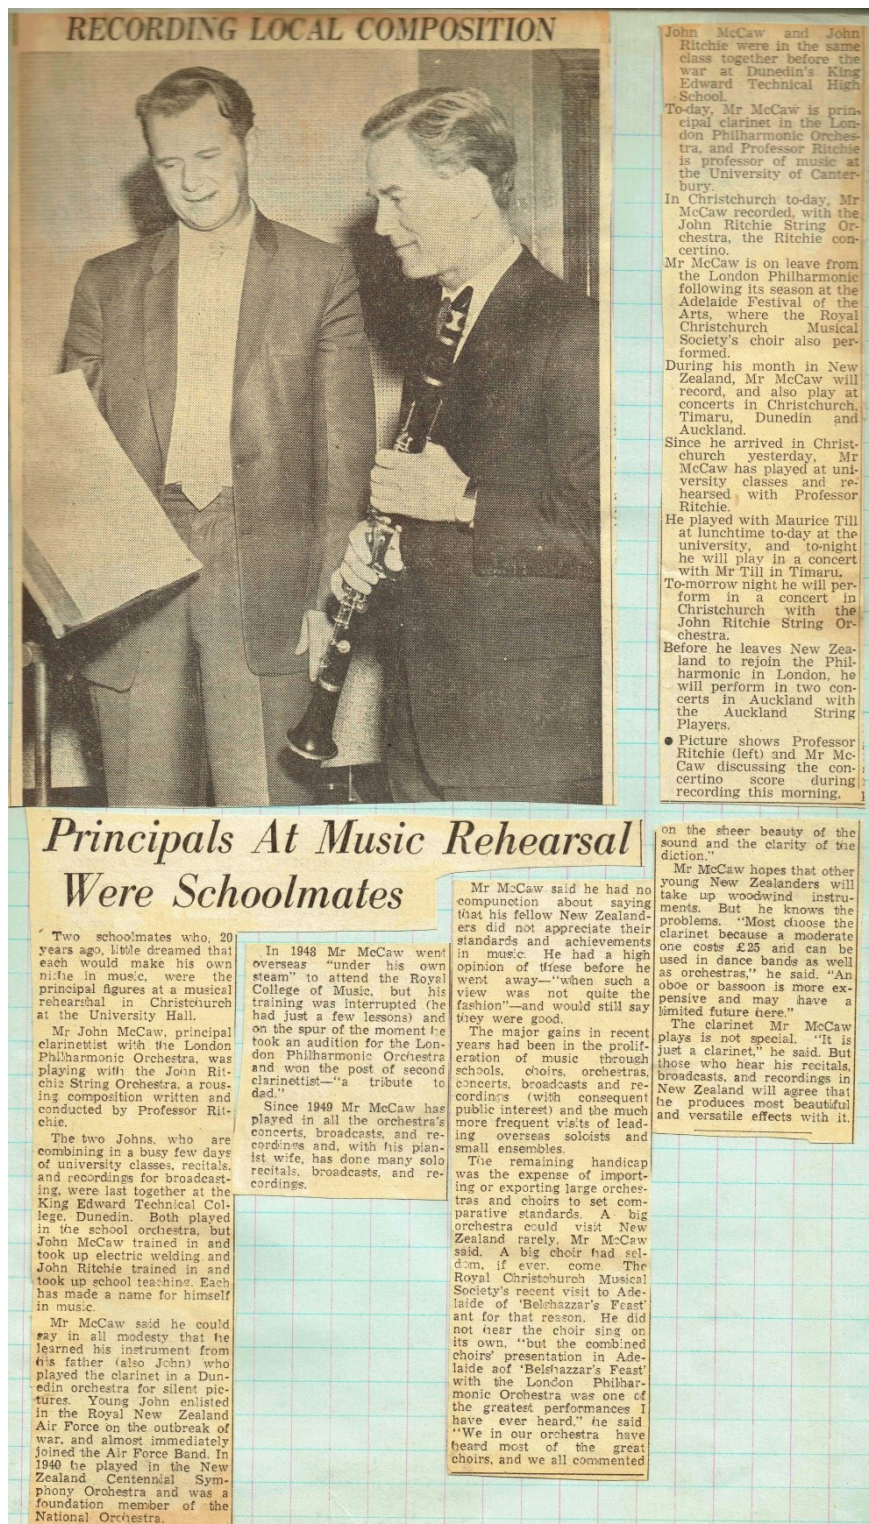 RECORDING LOCAL COMPOSITION
John McCaw and John
Ritchie were in the same
class together before the
war at Dunedin's King
Edward Technical High
School.
To-day, Mr McCaw is prin-
cipal clarinet in the Lon-
don Philharmonic Orches-
tra, and Professor Ritchie
is professor of music at
the University of Canter-
bury.
In Christchurch to-day, Mr
McCaw recorded, with the
John Ritchie String Or-
chestra, the Ritchie con-
certino.
Mr McCaw is on leave from
the London Philharmonic
following its season at the
Adelaide Festival of the
Arts, where the Royal
Christchurch Musical
Society's choir also per-
formed.
During his month in New
Zealand, Mr McCaw will
record, and also play at
concerts in Christchurch,
Timaru, Dunedin and
Auckland.
Since he arrived in Christ-
church yesterday, Mr
McCaw has played at uni-
versity classes and re-
hearsed with Professor
Ritchie.
He played with Maurice Till
at lunchtime to-day at the
university, and to-night
he will play in a concert
with Mr Till in Timaru.
To-morrow night he will per-
form in a concert in
Christchurch with the
John Ritchie String Or-
chestra.
Before he leaves New Zea-
land to rejoin the Phil-
harmonic in London, he
will perform in two con-
certs in Auckland with
the Auckland String
Players.
● Picture shows Professor
Ritchie (left) and Mr Mc-
Caw discussing the con-
certino score during
recording this morning.
Principals At Music Rehearsal
Were Schoolmates
Two schoolmates who, 20
years ago, little dreamed that
each would make his own
niche in music, were the
principal figures at a musical
rehearshal in Christchurch
at the University Hall.
Mr John McCaw, principal
clarinettist with the London
Philharmonic Orchestra, was
playing with the John Rit-
chie String Orchestra, a rous-
ing composition written and
conducted by Professor Rit-
chie.
The two Johns, who are
combining in a busy few days
of university classes, recitals,
and recordings for broadcast-
ing, were last together at the
King Edward Technical Col-
lege, Dunedin. Both played
in the school orchestra, but
John McCaw trained in and
took up electric welding and
John Ritchie trained in and
took up school teaching. Each
has made a name for himself
in music.
Mr McCaw said he could
say in all modesty that he
learned his instrument from
his father (also John) who
played the clarinet in a Dun-
edin orchestra for silent pic-
tures. Young John enlisted
in the Royal New Zealand
Air Force on the outbreak of
war, and almost immediately
joined the Air Force Band. In
1940 he played in the New
Zealand Centennial Sym-
phony Orchestra and was a
foundation member of the
National Orchestra.
In 1948 Mr McCaw went
overseas "under his own
steam" to attend the Royal
College of Music, but his
training was interrupted (he
had just a few lessons) and
on the spur of the moment he
took an audition for the Lon-
don Philharmonic Orchestra
and won the post of second
clarinettist—"a tribute to
dad."
Since 1949 Mr McCaw has
played in all the orchestra's
concerts, broadcasts, and re-
cordings and, with his pian-
ist wife, has done many solo
recitals, broadcasts, and re-
cordings.
Mr McCaw said he had no
compunction about saying
that his fellow New Zealand-
ers did not appreciate their
standards and achievements
in music. He had a high
opinion of these before he
went away—"when such a
view was not quite the
fashion"—and would still say
they were good.
The major gains in recent
years had been in the prolif-
eration of music through
schools, choirs, orchestras,
concerts, broadcasts and re-
cordings (with consequent
public interest) and the much
more frequent visits of lead-
ing overseas soloists and
small ensembles.
The remaining handicap
was the expense of import-
ing or exporting large orches-
tras and choirs to set com-
parative standards. A big
orchestra could visit New
Zealand rarely, Mr McCaw
said. A big choir had sel-
dom, if ever, come. The
Royal Christchurch Musical
Society's recent visit to Ade-
laide of 'Belshazzar's Feast'
ant for that reason. He did
not hear the choir sing on
its own, "but the combined
choirs' presentation in Ade-
laide aof 'Belshazzar's Feast'
with the London Philhar-
monic Orchestra was one of
the greatest performances I
have ever heard," he said
"We in our orchestra have
heard most of the great
choirs, and we all commented
on the sheer beauty of the
sound and the clarity of the
diction."
Mr McCaw hopes that other
young New Zealanders will
take up woodwind instru-
ments. But he knows the
problems. "Most choose the
clarinet because a moderate
one costs £25 and can be
used in dance bands as well
as orchestras," he said. "An
oboe or bassoon is more ex-
pensive and may have a
limited future here."
The clarinet Mr McCaw
plays is not special. "It is
just a clarinet," he said. But
those who hear his recitals,
broadcasts, and recordings in
New Zealand will agree that
he produces most beautiful
and versatile effects with it.